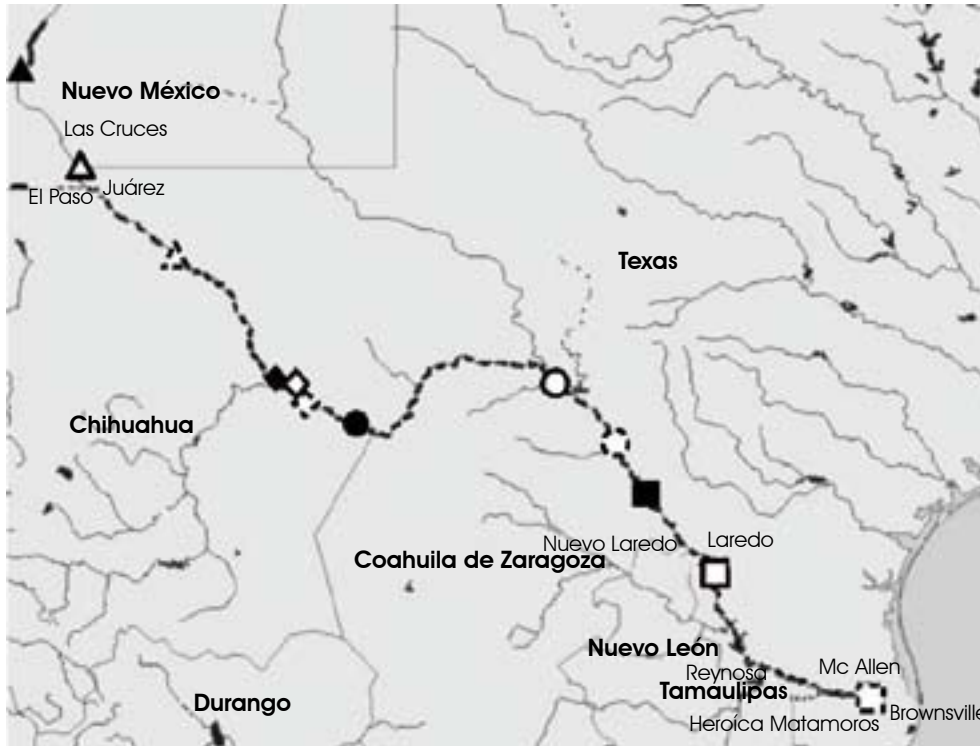 Nuevo México
Las Cruces
El Paso
Juárez
Texas
Chihuahua
Nuevo Laredo
Laredo
Coahuila de Zaragoza
Nuevo León
Reynosa
Mc Allen
Tamaulipas
Durango
Heroíca Matamoros
Brownsville